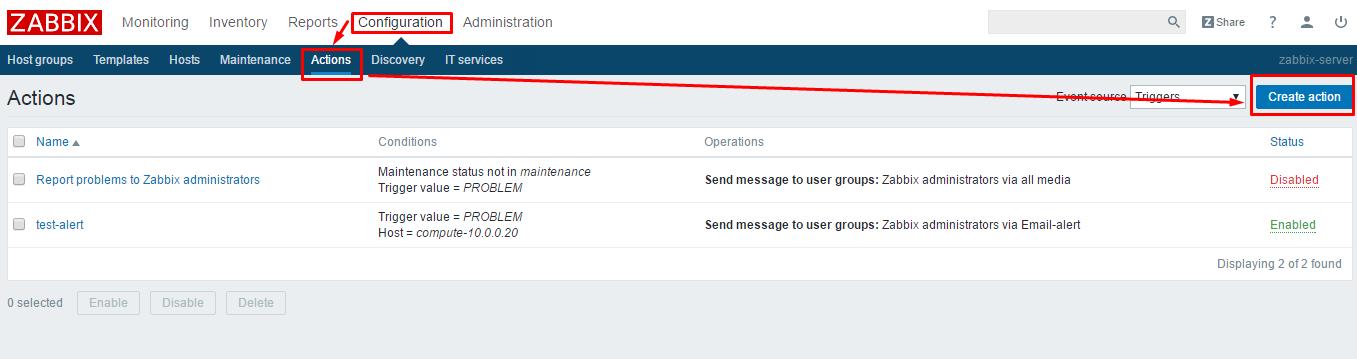 ZABBIX Monitoring Inventory Reports Configuration Administration Z Share ?
Host groups Templates Hosts Maintenance Actions Discovery IT services zabbix-server
Actions Event source Triggers Create action
Name Conditions Operations Status
Report problems to Zabbix administrators Maintenance status not in maintenance Send message to user groups: Zabbix administrators via all media Disabled
Trigger value = PROBLEM
test-alert Trigger value = PROBLEM Send message to user groups: Zabbix administrators via Email-alert Enabled
Host = compute-10.0.0.20
Displaying 2 of 2 found
0 selected Enable Disable Delete